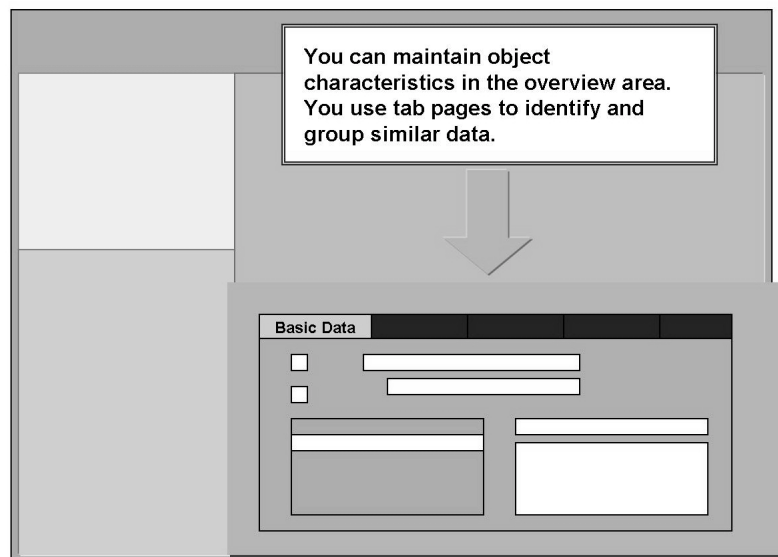 You can maintain object
characteristics in the overview area.
You use tab pages to identify and
group similar data.
Basic Data